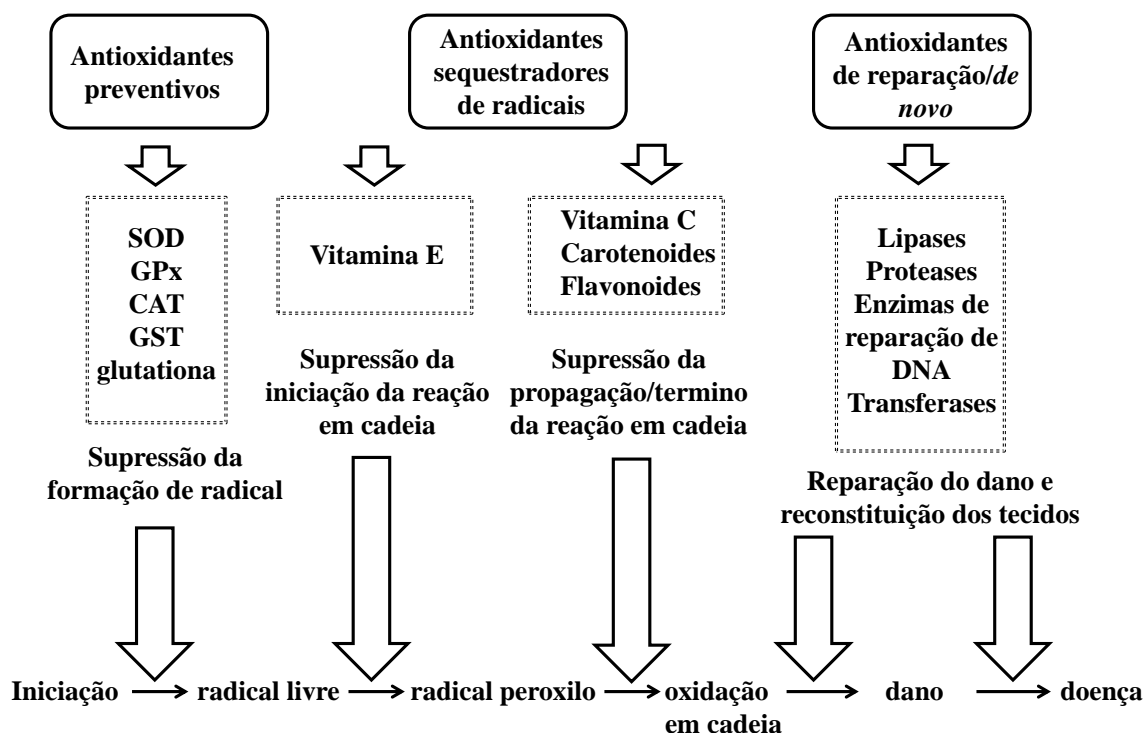 Antioxidantes
preventivos
Antioxidantes
sequestradores
de radicais
Antioxidantes
de reparação/de
novo
SOD
GPx
CAT
GST
glutationa
Vitamina E
Vitamina C
Carotenoides
Flavonoides
Lipases
Proteases
Enzimas de
reparação de
DNA
Transferases
Supressão da
formação de radical
Supressão da
iniciação da reação
em cadeia
Supressão da
propagação/termino
da reação em cadeia
Reparação do dano e
reconstituição dos tecidos
Iniciação
radical livre
radical peroxilo
oxidação
em cadeia
dano
doença